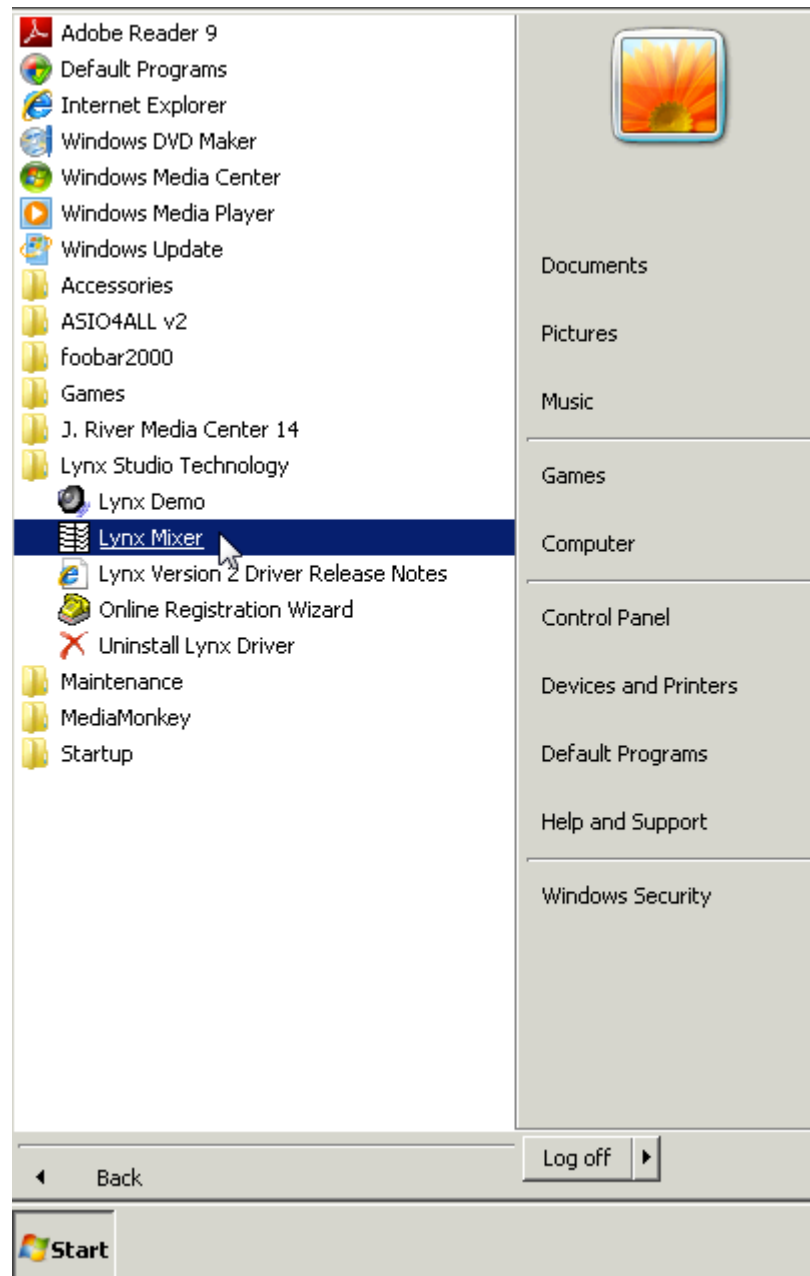 Adobe Reader 9
Default Programs
Internet Explorer
Windows DVD Maker
Windows Media Center
Windows Media Player
Windows Update
Accessories
ASIO4ALL v2
foobar2000
Games
J. River Media Center 14
Lynx Studio Technology
Lynx Demo
Lynx Mixer
Lynx Version 2 Driver Release Notes
Online Registration Wizard
Uninstall Lynx Driver
Maintenance
MediaMonkey
Startup
Back
Documents
Pictures
Music
Games
Computer
Control Panel
Devices and Printers
Default Programs
Help and Support
Windows Security
Log off
Start